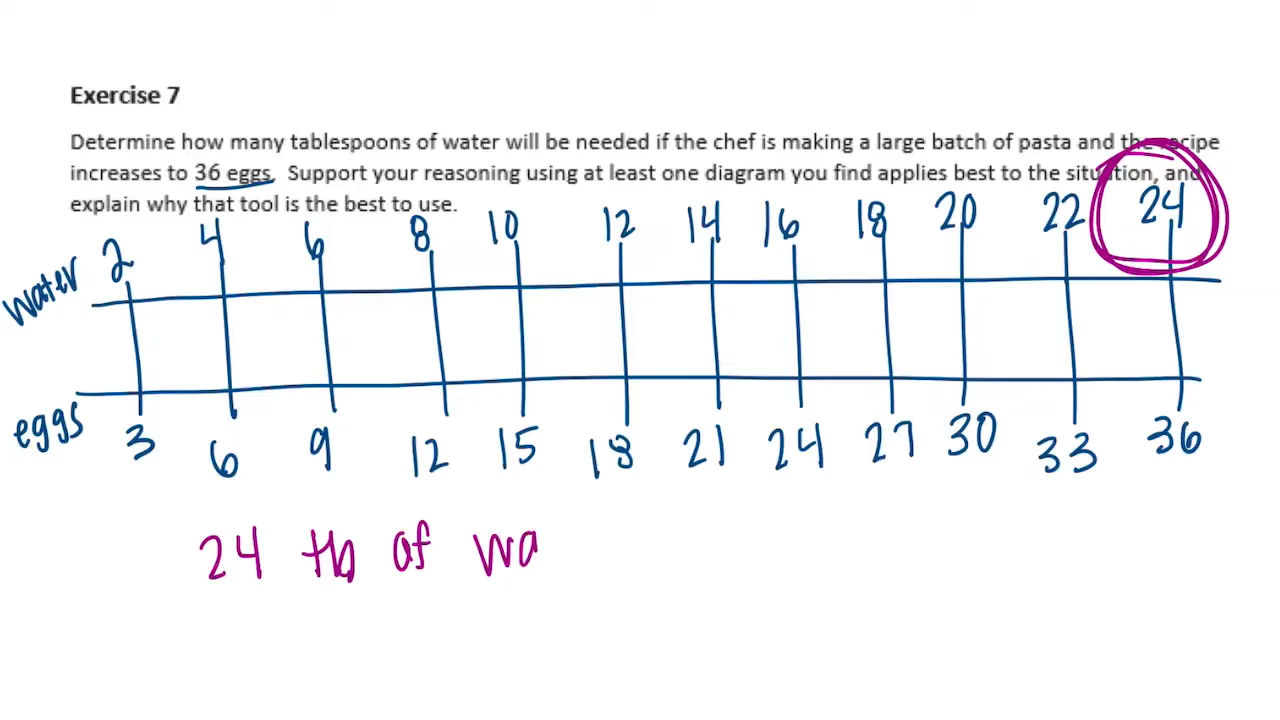 Exercise 7
Determine how many tablespoons of water will be needed if the chef is making a large batch of pasta and the recipe
increases to 36 eggs. Support your reasoning using at least one diagram you find applies best to the situation, and
explain why that tool is the best to use.
water 2 4 6 8 10 12 14 16 18 20 22 24
eggs 3 6 9 12 15 18 21 24 27 30 33 36
24 tb of wa